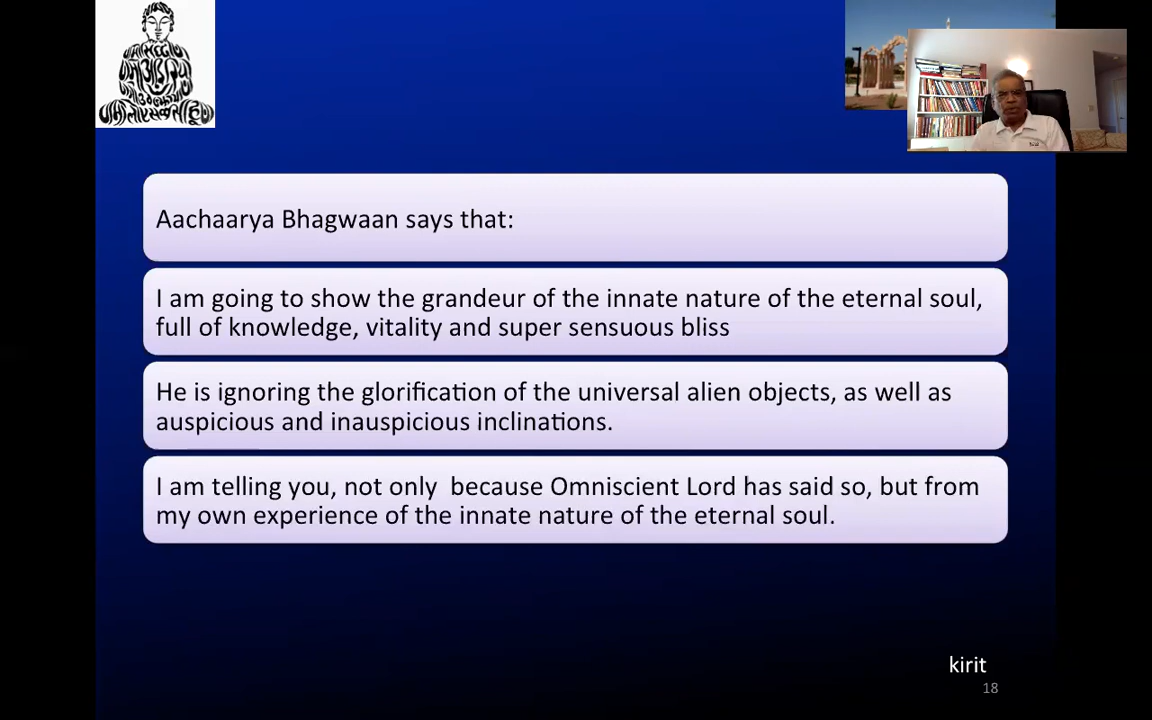 Aachaarya Bhagwaan says that:
I am going to show the grandeur of the innate nature of the eternal soul,
full of knowledge, vitality and super sensuous bliss
He is ignoring the glorification of the universal alien objects, as well as
auspicious and inauspicious inclinations.
I am telling you, not only  because Omniscient Lord has said so, but from
my own experience of the innate nature of the eternal soul.
kirit
18